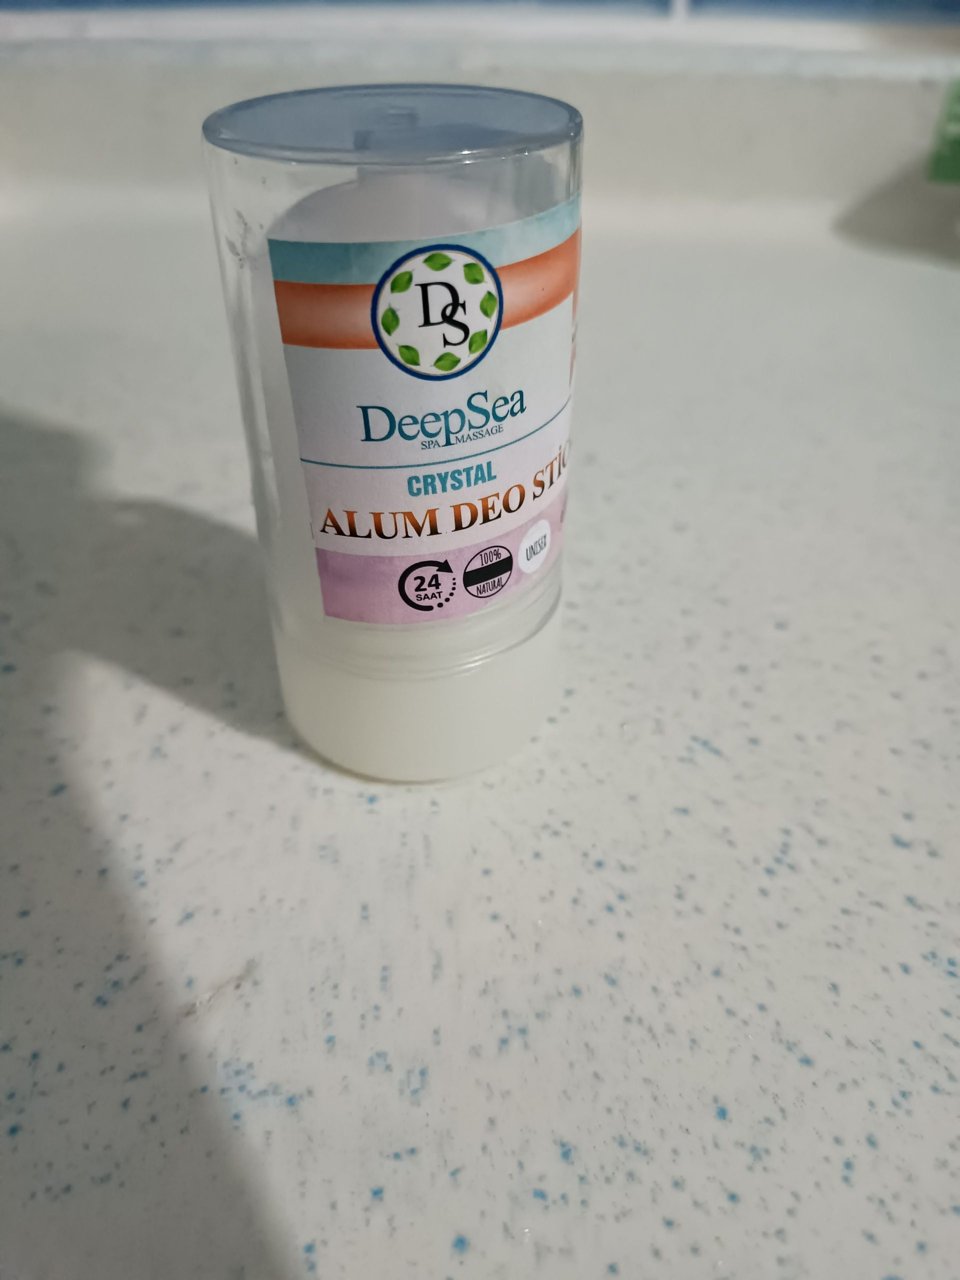 DS
DeepSea
SPA MASSAGE
CRYSTAL
ALUM DEO STiC
24
SAAT
100%
NATURAL
UNISEX